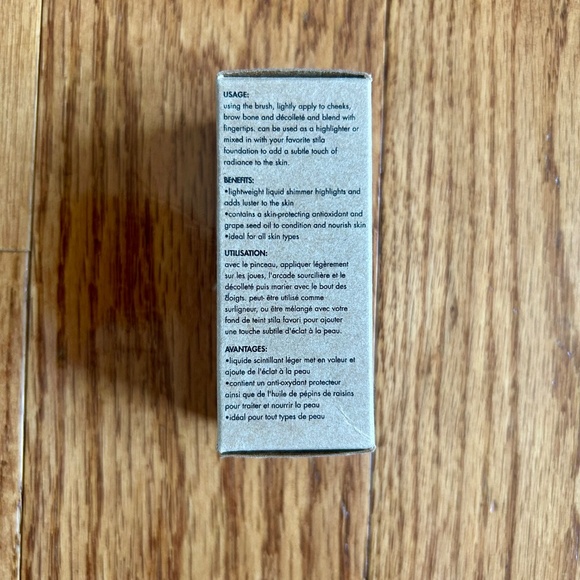 USAGE:
using the brush, lightly apply to cheeks,
brow bone and décolleté and blend with
fingertips. can be used as a highlighter or
mixed in with your favorite stila
foundation to add a subtle touch of
radiance to the skin.
BENEFITS:
•lightweight liquid shimmer highlights and
adds luster to the skin
•contains a skin-protecting antioxidant and
grape seed oil to condition and nourish skin
•ideal for all skin types
UTILISATION:
avec le pinceau, appliquer légèrement
sur les joues, l'arcade sourcilière et le
décolleté puis marier avec le bout des
doigts. peut- être utilisé comme
surligneur, ou être mélangé avec votre
fond de teint stila favori pour ajouter
une touche subtile d'éclat à la peau.
AVANTAGES:
•liquide scintillant léger met en valeur et
ajoute de l'éclat à la peau
•contient un anti-oxydant protecteur
ainsi que de l'huile de pépins de raisins
pour traiter et nourrir la peau
•idéal pour tout types de peau